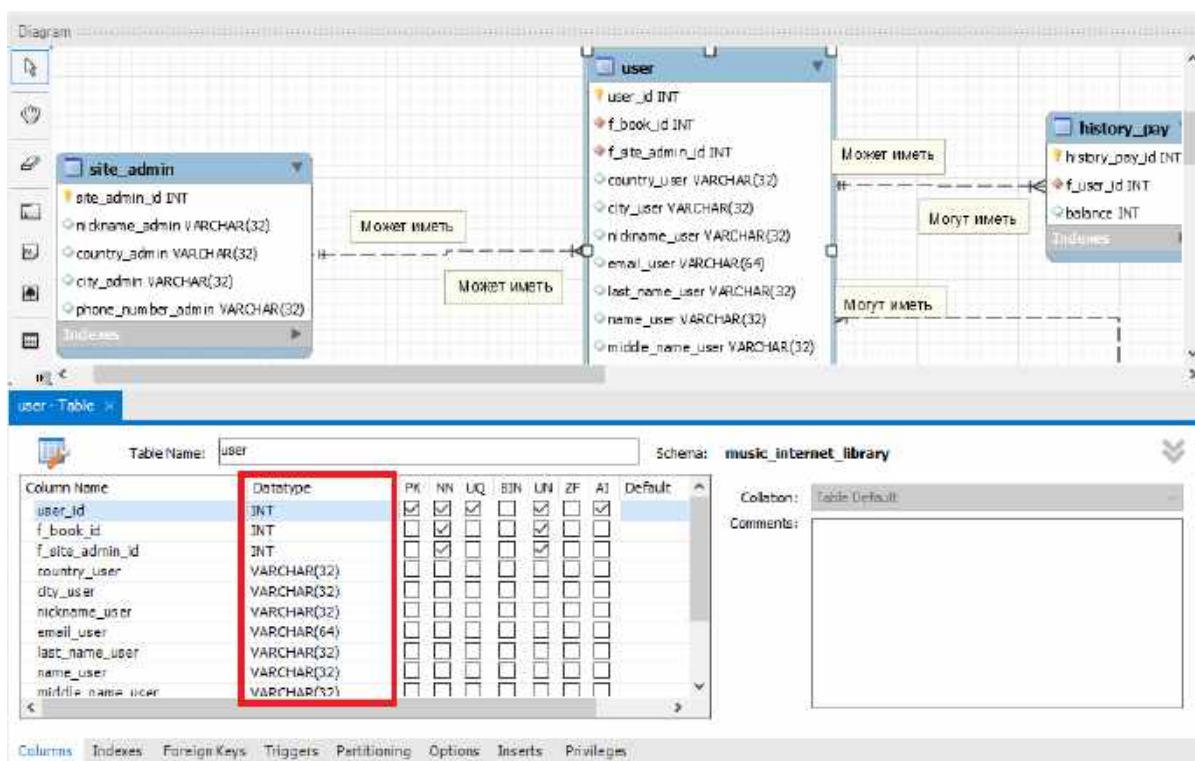 Diagram
user
user_id INT
f_book_id INT
f_site_admin_id INT
country_user VARCHAR(32)
city_user VARCHAR(32)
nickname_user VARCHAR(32)
email_user VARCHAR(64)
last_name_user VARCHAR(32)
name_user VARCHAR(32)
middle_name_user VARCHAR(32)
site_admin
site_admin_id INT
nickname_admin VARCHAR(32)
country_admin VARCHAR(32)
city_admin VARCHAR(32)
phone_number_admin VARCHAR(32)
Indexes
Может иметь
Может иметь
Может иметь
Могут иметь
Могут иметь
history_pay
history_pay_id INT
f_user_id INT
balance INT
Indexes
user - Table
Table Name: user Schema: music_internet_library
Column Name Datatype PK NN UQ BIN UN ZF AI Default
user_id INT
f_book_id INT
f_site_admin_id INT
country_user VARCHAR(32)
city_user VARCHAR(32)
nickname_user VARCHAR(32)
email_user VARCHAR(64)
last_name_user VARCHAR(32)
name_user VARCHAR(32)
middle_name_user VARCHAR(32)
Collation: Table Default
Comments:
Columns Indexes Foreign Keys Triggers Partitioning Options Inserts Privileges